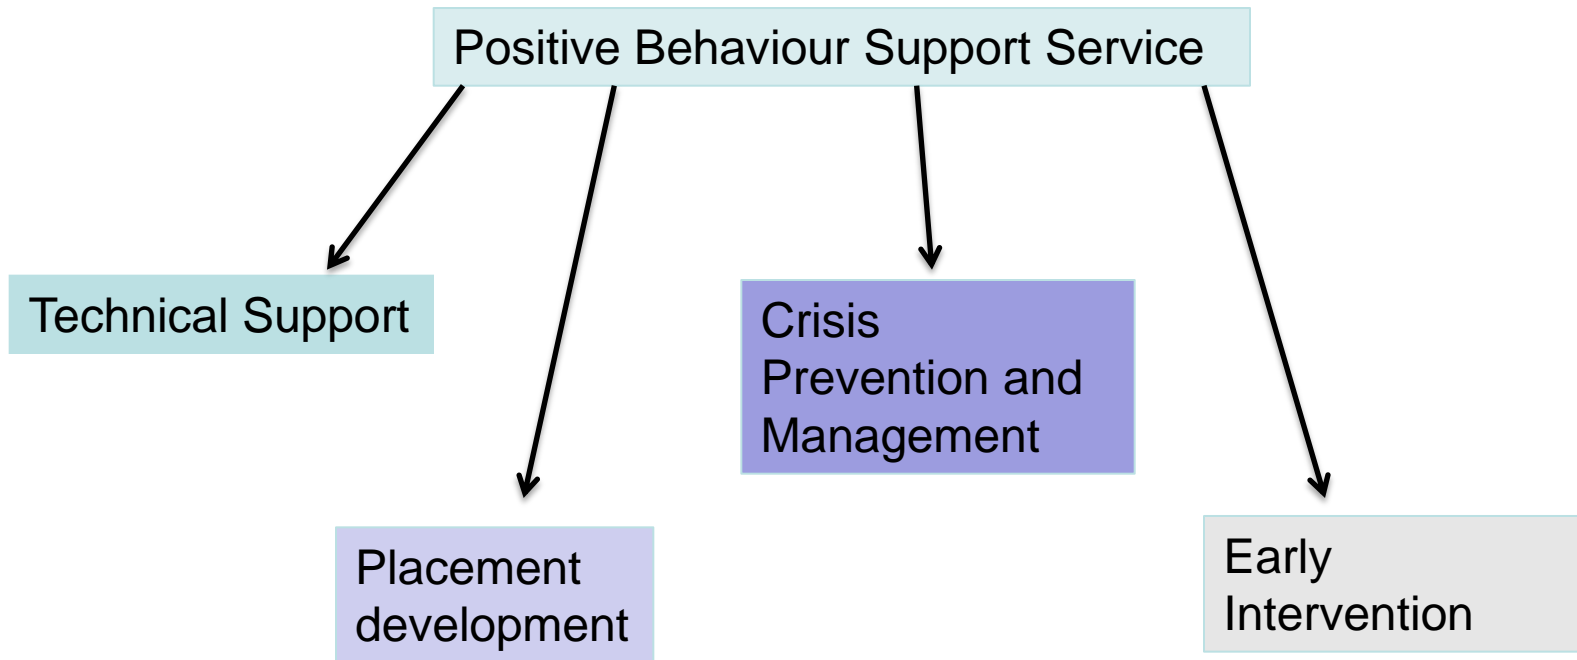 Positive Behaviour Support Service
Technical Support
Crisis
Prevention and
Management
Placement
development
Early
Intervention